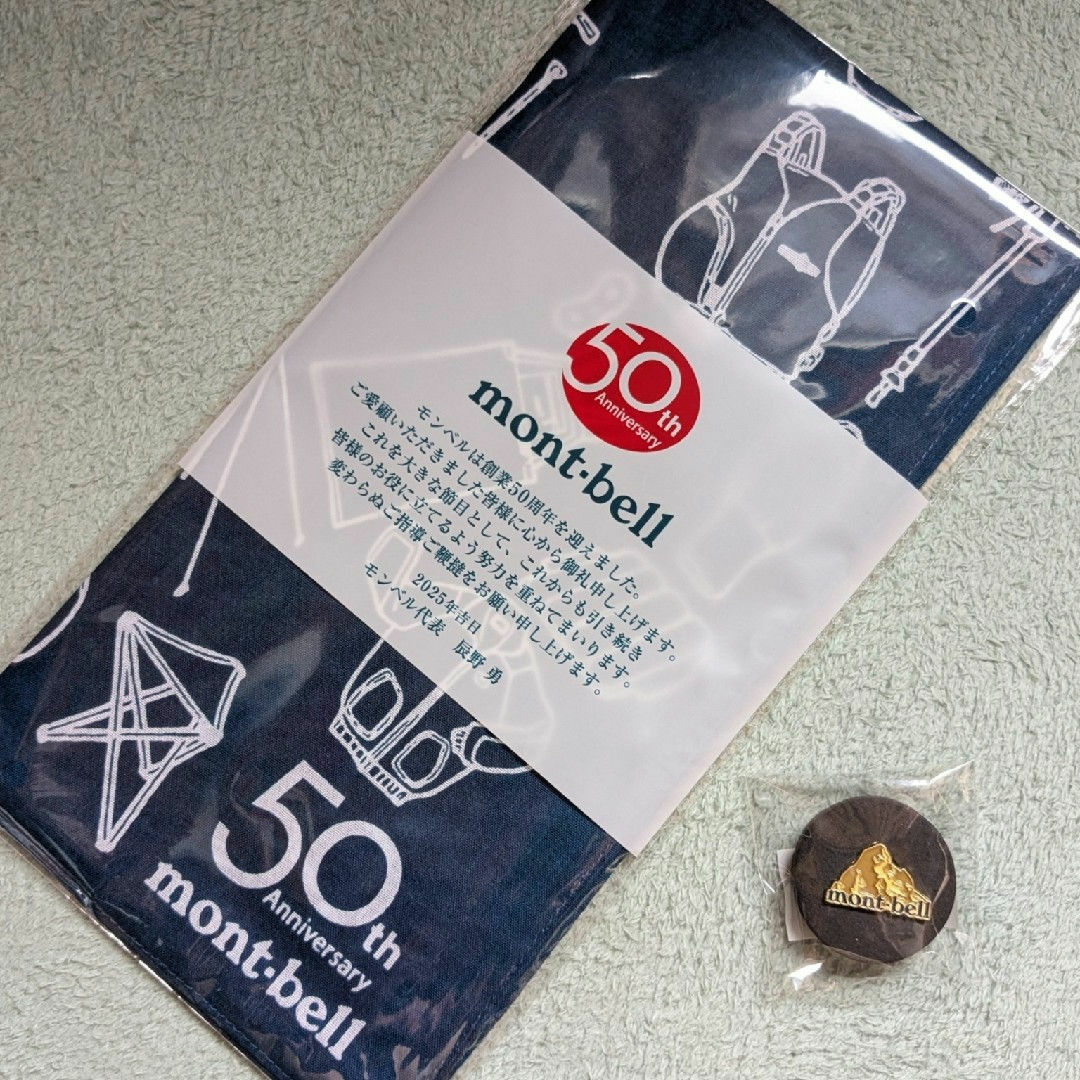 50th
Anniversary
mont·bell
モンベルは創業50周年を迎えました。
ご愛顧いただきました皆様に心から御礼申し上げます。
これを大きな節目として、これからも引き続き
皆様のお役に立てるよう努力を重ねてまいります。
変わらぬご指導ご鞭撻をお願い申し上げます。
2025年吉日
モンベル代表 辰野 勇
50th
Anniversary
mont·bell
mont-bell